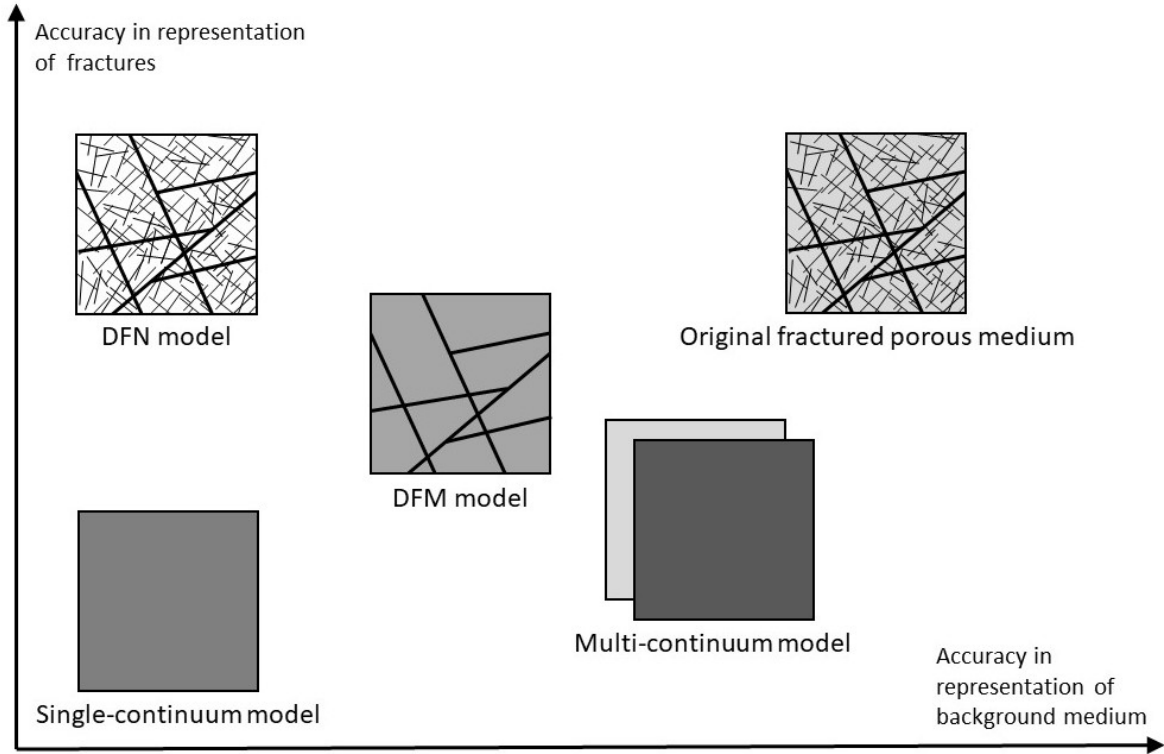 Accuracy in representation
of fractures
DFN model
Original fractured porous medium
DFM model
Multi-continuum model
Single-continuum model
Accuracy in
representation of
background medium